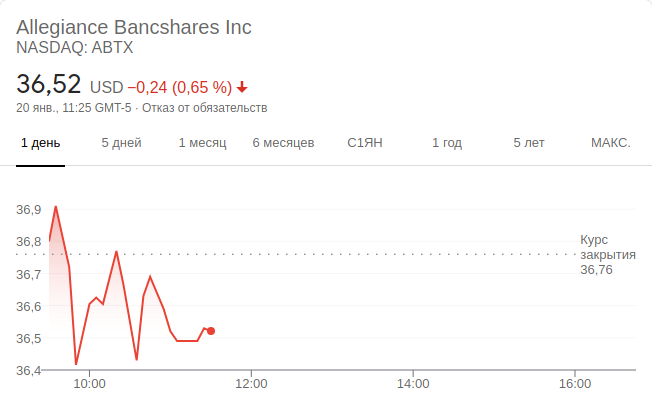 Allegiance Bancshares Inc
NASDAQ: ABTX
36,52 USD −0,24 (0,65 %)
20 янв., 11:25 GMT-5 · Отказ от обязательств
1 день 5 дней 1 месяц 6 месяцев С1ЯН 1 год 5 лет МАКС.
36,9
36,8
36,7
36,6
36,5
36,4
Курс
закрытия
36,76
10:00 12:00 14:00 16:00